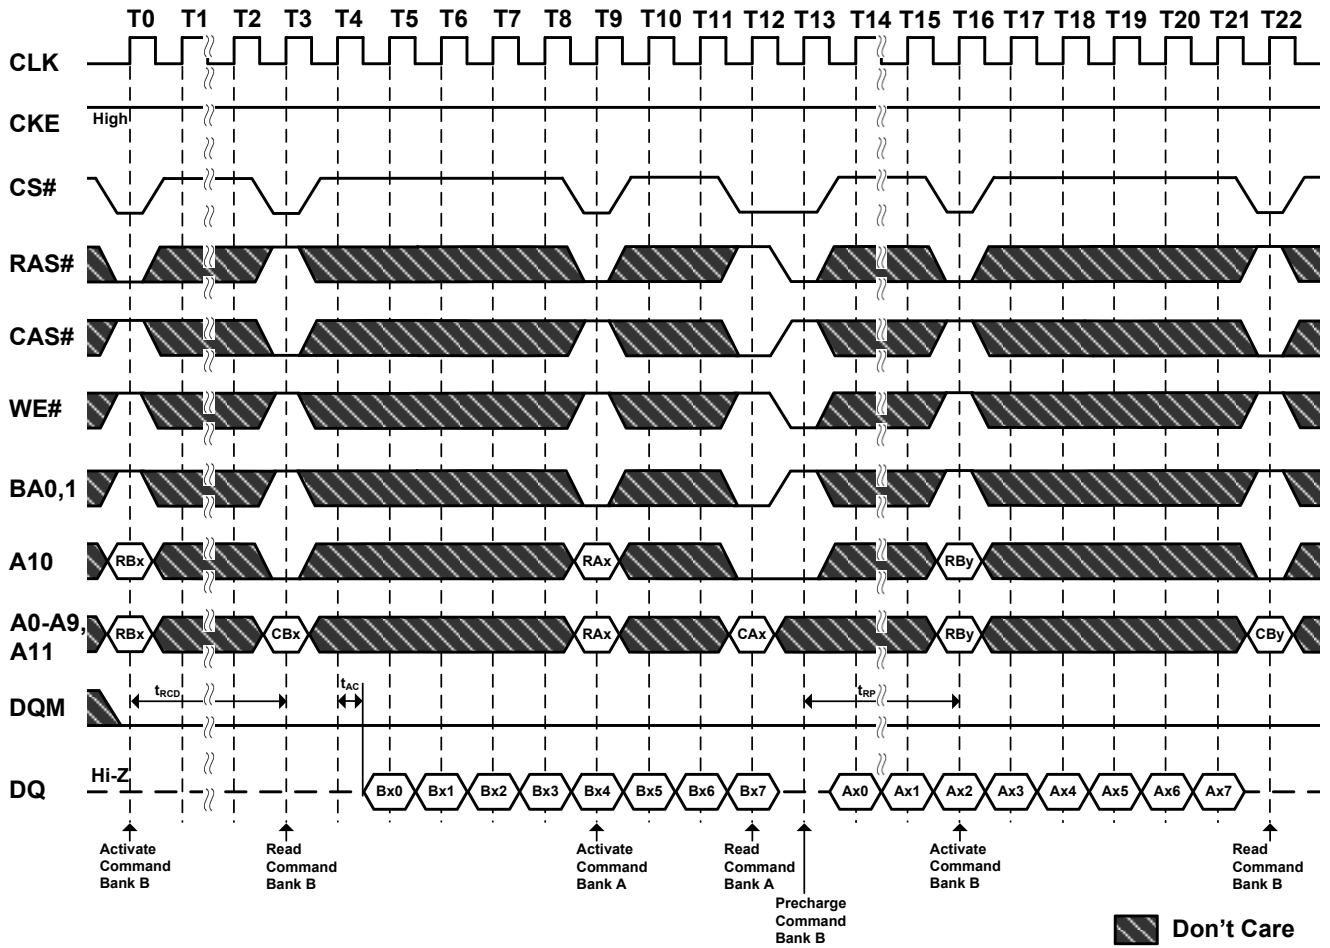 T0 T1 T2 T3 T4 T5 T6 T7 T8 T9 T10 T11 T12 T13 T14 T15 T16 T17 T18 T19 T20 T21 T22
CLK
CKE High
CS#
RAS#
CAS#
WE#
BA0,1
A10 RBx RAx RBy
A0-A9, A11 RBx CBx RAx CAx RBy CBy
tRCD tAC tRP
DQM
Hi-Z
DQ Bx0 Bx1 Bx2 Bx3 Bx4 Bx5 Bx6 Bx7 Ax0 Ax1 Ax2 Ax3 Ax4 Ax5 Ax6 Ax7
Activate
Command
Bank B
Read
Command
Bank B
Activate
Command
Bank A
Read
Command
Bank A
Precharge
Command
Bank B
Activate
Command
Bank B
Read
Command
Bank B
Don't Care